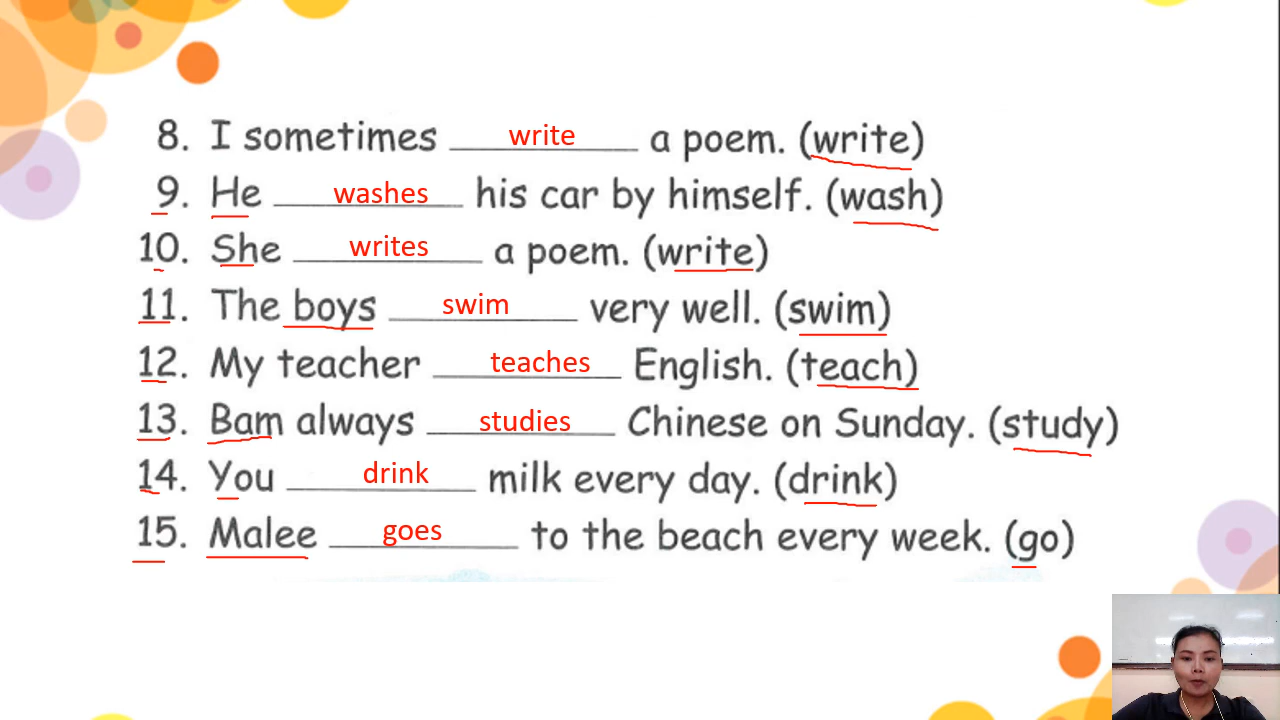 8. I sometimes write a poem. (write)
9. He washes his car by himself. (wash)
10. She writes a poem. (write)
11. The boys swim very well. (swim)
12. My teacher teaches English. (teach)
13. Bam always studies Chinese on Sunday. (study)
14. You drink milk every day. (drink)
15. Malee goes to the beach every week. (go)